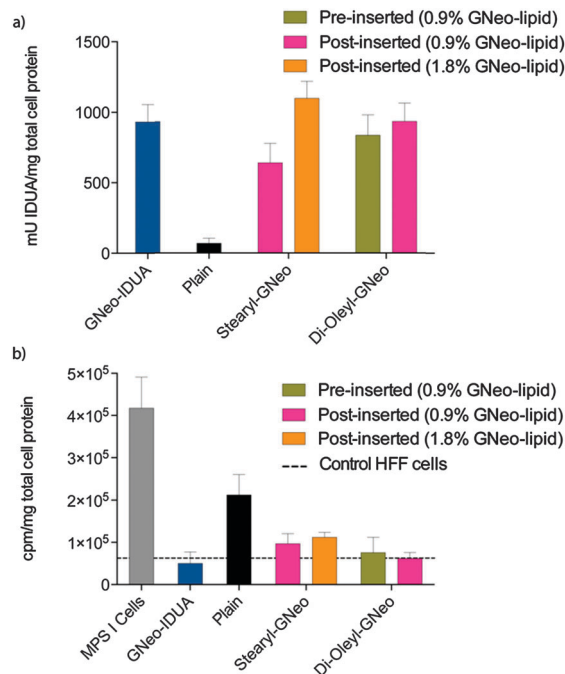 a)
Pre-inserted (0.9% GNeo-lipid)
Post-inserted (0.9% GNeo-lipid)
Post-inserted (1.8% GNeo-lipid)
mU IDUA/mg total cell protein
1500
1000
500
0
GNeo-IDUA
Plain
Stearyl-GNeo
Di-Oleyl-GNeo
b)
Pre-inserted (0.9% GNeo-lipid)
Post-inserted (0.9% GNeo-lipid)
Post-inserted (1.8% GNeo-lipid)
Control HFF cells
cpm/mg total cell protein
5×10⁵
4×10⁵
3×10⁵
2×10⁵
1×10⁵
0
MPS I Cells
GNeo-IDUA
Plain
Stearyl-GNeo
Di-Oleyl-GNeo